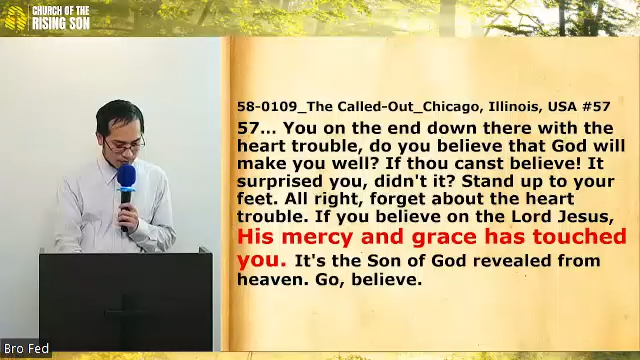 CHURCH OF THE
RISING SON
58-0109_The Called-Out_Chicago, Illinois, USA #57
57... You on the end down there with the
heart trouble, do you believe that God will
make you well? If thou canst believe! It
surprised you, didn't it? Stand up to your
feet. All right, forget about the heart
trouble. If you believe on the Lord Jesus,
His mercy and grace has touched
you. It's the Son of God revealed from
heaven. Go, believe.
Bro Fed